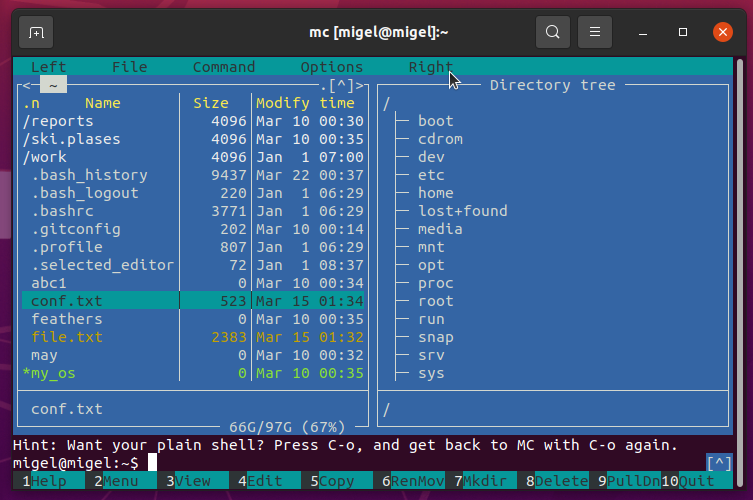 mc [migel@migel]:~
Left File Command Options Right
<- ~ .[^]> Directory tree
.n Name Size Modify time /
/reports 4096 Mar 10 00:30 boot
/ski.plases 4096 Mar 10 00:35 cdrom
/work 4096 Jan 1 07:00 dev
.bash_history 9437 Mar 22 00:37 etc
.bash_logout 220 Jan 1 06:29 home
.bashrc 3771 Jan 1 06:29 lost+found
.gitconfig 202 Mar 10 00:14 media
.profile 807 Jan 1 06:29 mnt
.selected_editor 72 Jan 1 08:37 opt
abc1 0 Mar 10 00:34 proc
conf.txt 523 Mar 15 01:34 root
feathers 0 Mar 10 00:35 run
file.txt 2383 Mar 15 01:32 snap
may 0 Mar 10 00:32 srv
*my_os 0 Mar 10 00:35 sys
conf.txt /
66G/97G (67%)
Hint: Want your plain shell? Press C-o, and get back to MC with C-o again.
migel@migel:~$ [^]
1Help 2Menu 3View 4Edit 5Copy 6RenMov 7Mkdir 8Delete 9PullDn 10Quit